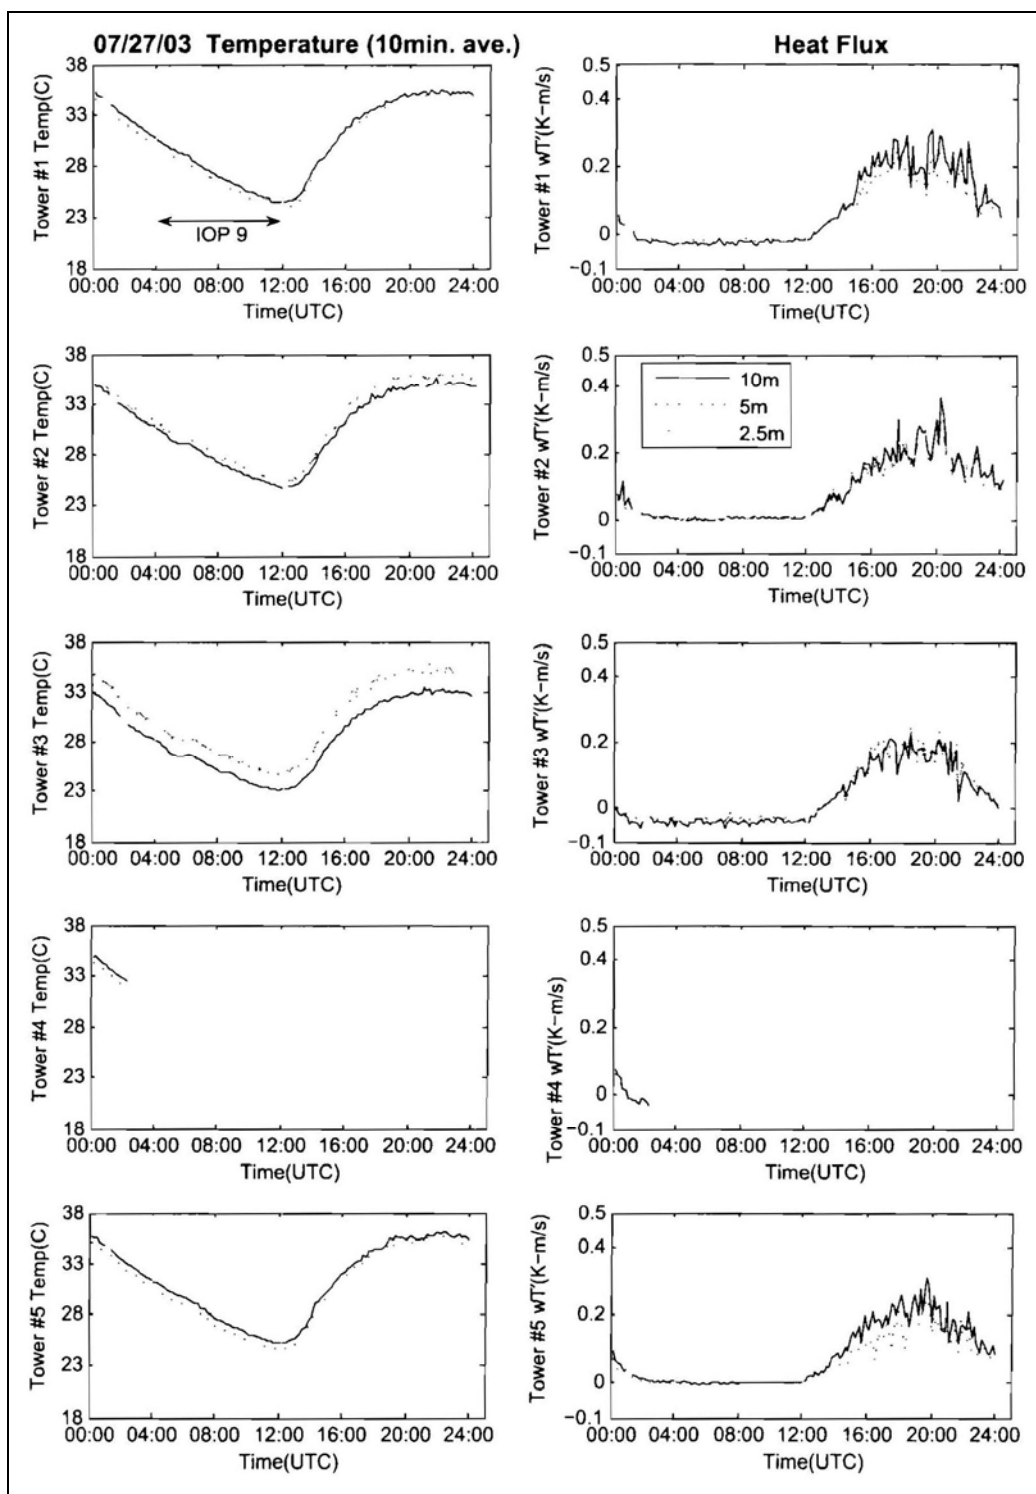 07/27/03 Temperature (10min. ave.)
Heat Flux
Tower #1 Temp(C)
38
33
28
23
18
IOP 9
00:00 04:00 08:00 12:00 16:00 20:00 24:00
Time(UTC)
Tower #1 wT'(K-m/s)
0.5
0.4
0.2
0
-0.1
00:00 04:00 08:00 12:00 16:00 20:00 24:00
Time(UTC)
Tower #2 Temp(C)
38
33
28
23
18
00:00 04:00 08:00 12:00 16:00 20:00 24:00
Time(UTC)
Tower #2 wT'(K-m/s)
0.5
0.4
0.2
0
-0.1
10m
5m
2.5m
00:00 04:00 08:00 12:00 16:00 20:00 24:00
Time(UTC)
Tower #3 Temp(C)
38
33
28
23
18
00:00 04:00 08:00 12:00 16:00 20:00 24:00
Time(UTC)
Tower #3 wT'(K-m/s)
0.5
0.4
0.2
0
-0.1
00:00 04:00 08:00 12:00 16:00 20:00 24:00
Time(UTC)
Tower #4 Temp(C)
38
33
28
23
18
00:00 04:00 08:00 12:00 16:00 20:00 24:00
Time(UTC)
Tower #4 wT'(K-m/s)
0.5
0.4
0.2
0
-0.1
00:00 04:00 08:00 12:00 16:00 20:00 24:00
Time(UTC)
Tower #5 Temp(C)
38
33
28
23
18
00:00 04:00 08:00 12:00 16:00 20:00 24:00
Time(UTC)
Tower #5 wT'(K-m/s)
0.5
0.4
0.2
0
-0.1
00:00 04:00 08:00 12:00 16:00 20:00 24:00
Time(UTC)